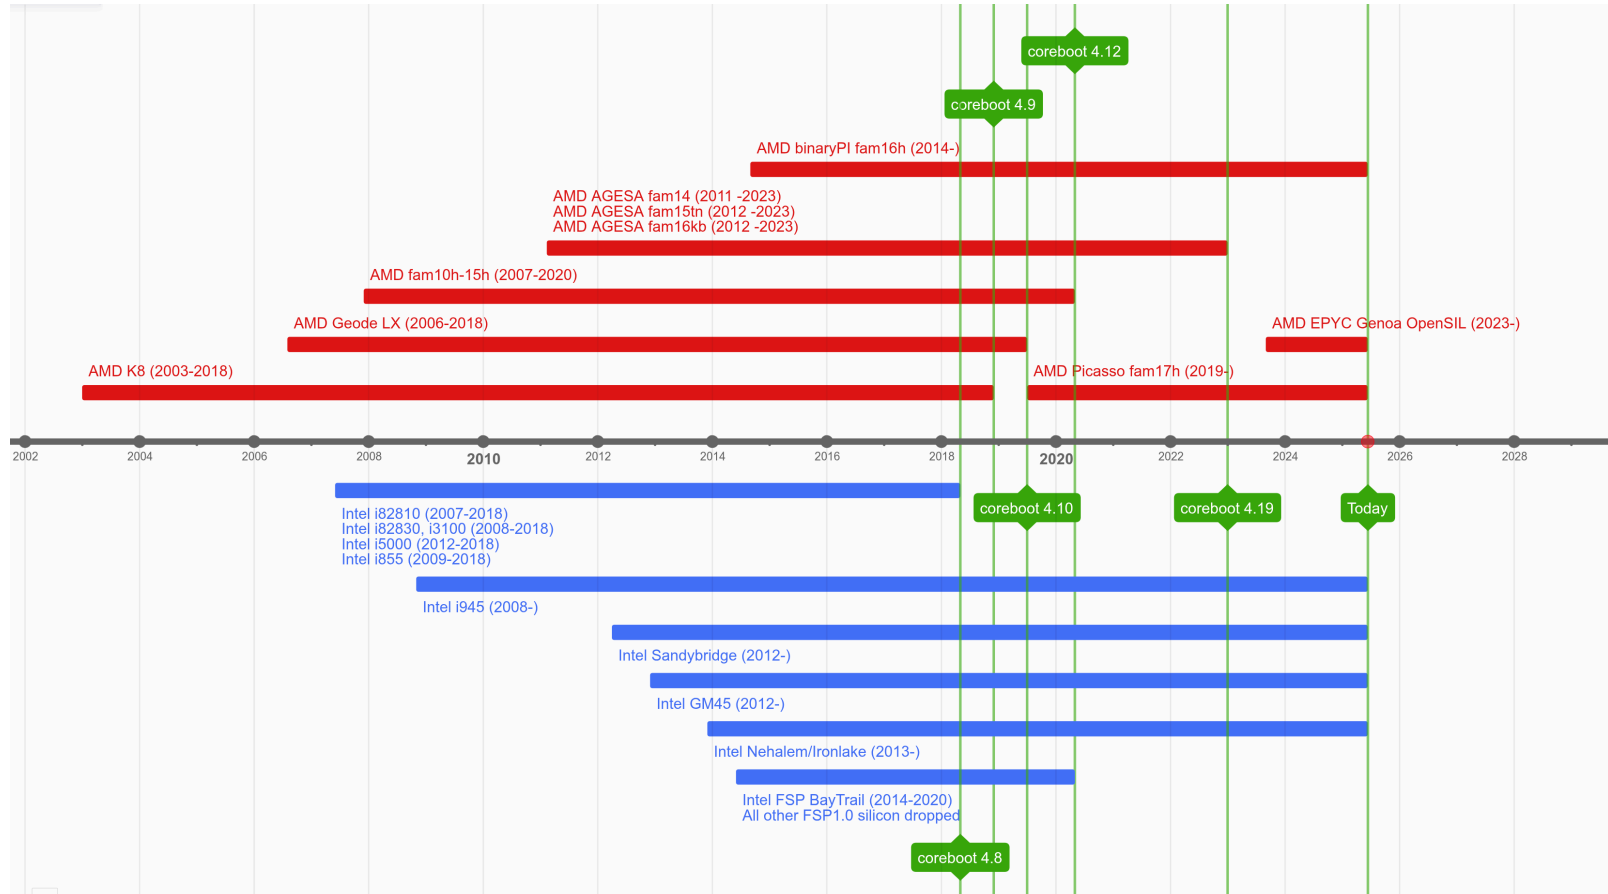 coreboot 4.12
coreboot 4.9
AMD binaryPI fam16h (2014-)
AMD AGESA fam14 (2011 -2023)
AMD AGESA fam15tn (2012 -2023)
AMD AGESA fam16kb (2012 -2023)
AMD fam10h-15h (2007-2020)
AMD Geode LX (2006-2018)
AMD EPYC Genoa OpenSIL (2023-)
AMD K8 (2003-2018)
AMD Picasso fam17h (2019-)
2002 2004 2006 2008 2010 2012 2014 2016 2018 2020 2022 2024 2026 2028
coreboot 4.10
coreboot 4.19
Today
Intel i82810 (2007-2018)
Intel i82830, i3100 (2008-2018)
Intel i5000 (2012-2018)
Intel i855 (2009-2018)
Intel i945 (2008-)
Intel Sandybridge (2012-)
Intel GM45 (2012-)
Intel Nehalem/Ironlake (2013-)
Intel FSP BayTrail (2014-2020)
All other FSP1.0 silicon dropped
coreboot 4.8